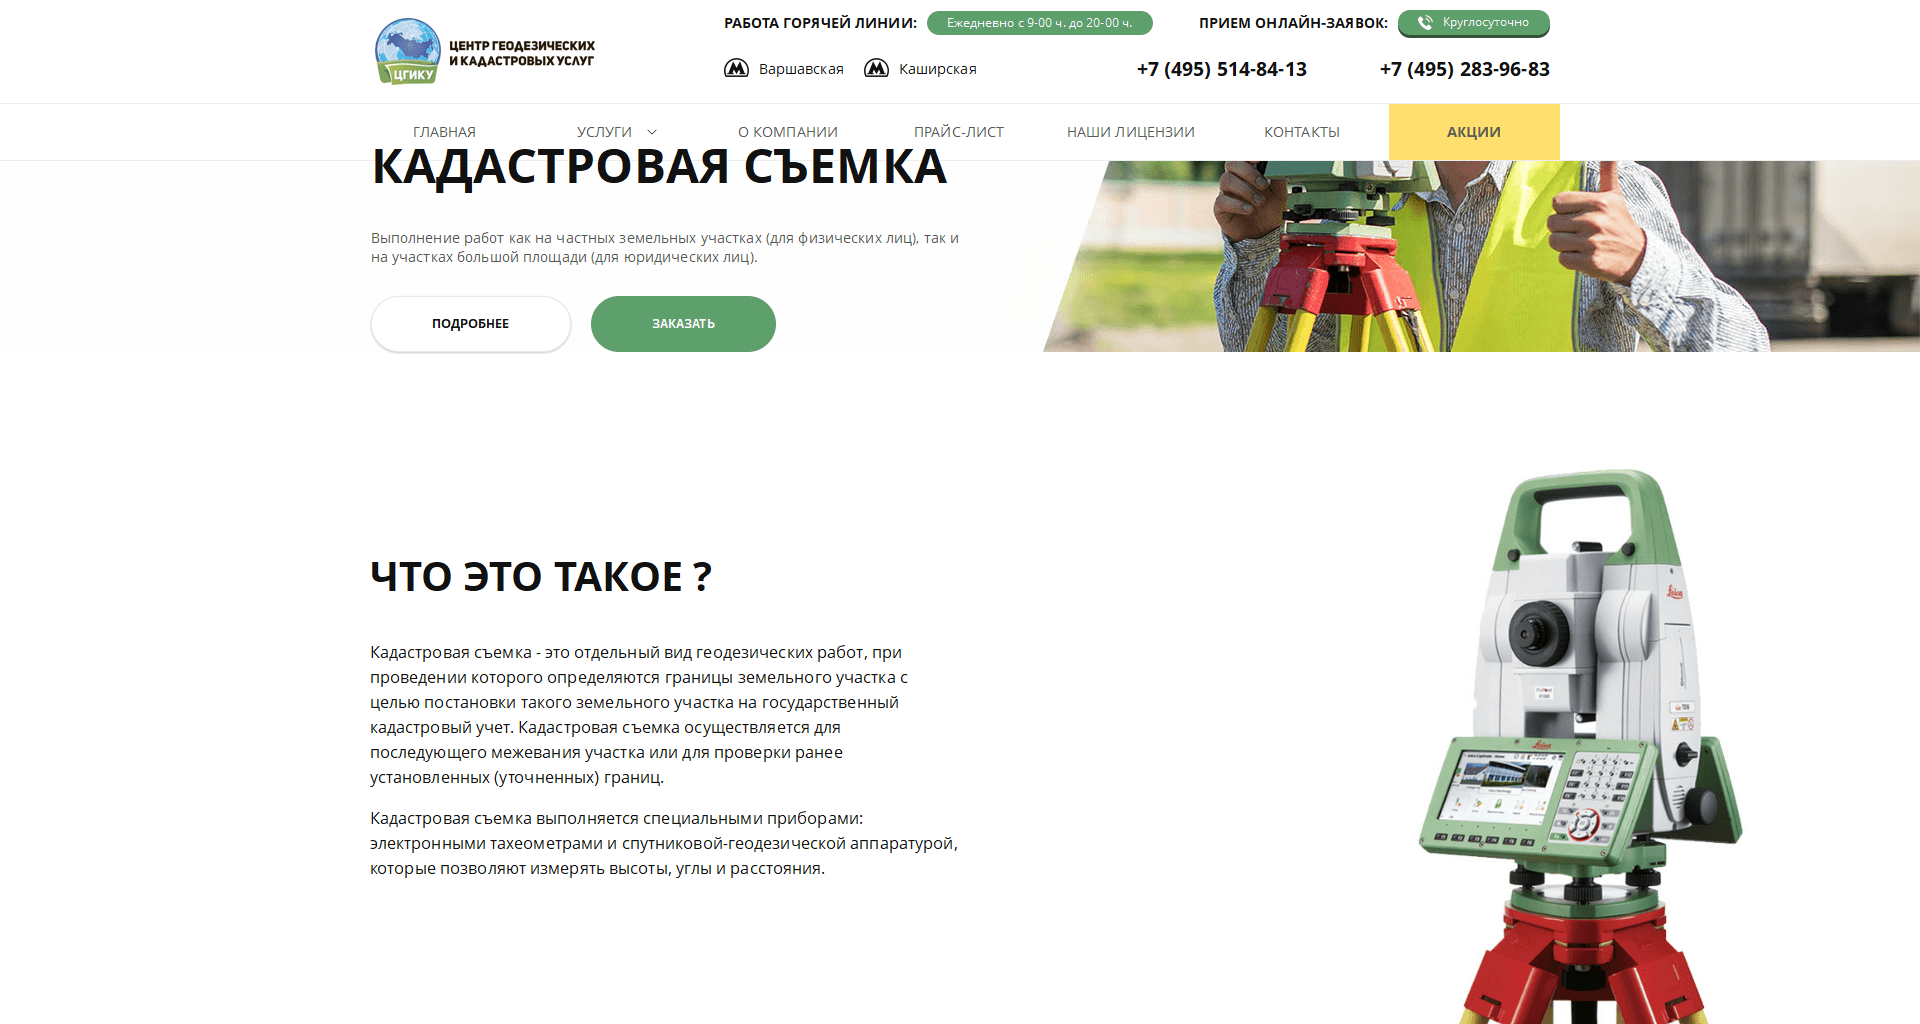 РАБОТА ГОРЯЧЕЙ ЛИНИИ: Ежедневно с 9-00 ч. до 20-00 ч. ПРИЕМ ОНЛАЙН-ЗАЯВОК: Круглосуточно
ЦЕНТР ГЕОДЕЗИЧЕСКИХ
И КАДАСТРОВЫХ УСЛУГ
ЦГИКУ
Варшавская Каширская +7 (495) 514-84-13 +7 (495) 283-96-83
ГЛАВНАЯ УСЛУГИ О КОМПАНИИ ПРАЙС-ЛИСТ НАШИ ЛИЦЕНЗИИ КОНТАКТЫ АКЦИИ
КАДАСТРОВАЯ СЪЕМКА
Выполнение работ как на частных земельных участках (для физических лиц), так и
на участках большой площади (для юридических лиц).
ПОДРОБНЕЕ ЗАКАЗАТЬ
ЧТО ЭТО ТАКОЕ ?
Кадастровая съемка - это отдельный вид геодезических работ, при
проведении которого определяются границы земельного участка с
целью постановки такого земельного участка на государственный
кадастровый учет. Кадастровая съемка осуществляется для
последующего межевания участка или для проверки ранее
установленных (уточненных) границ.
Кадастровая съемка выполняется специальными приборами:
электронными тахеометрами и спутниковой-геодезической аппаратурой,
которые позволяют измерять высоты, углы и расстояния.
Leica
Leica